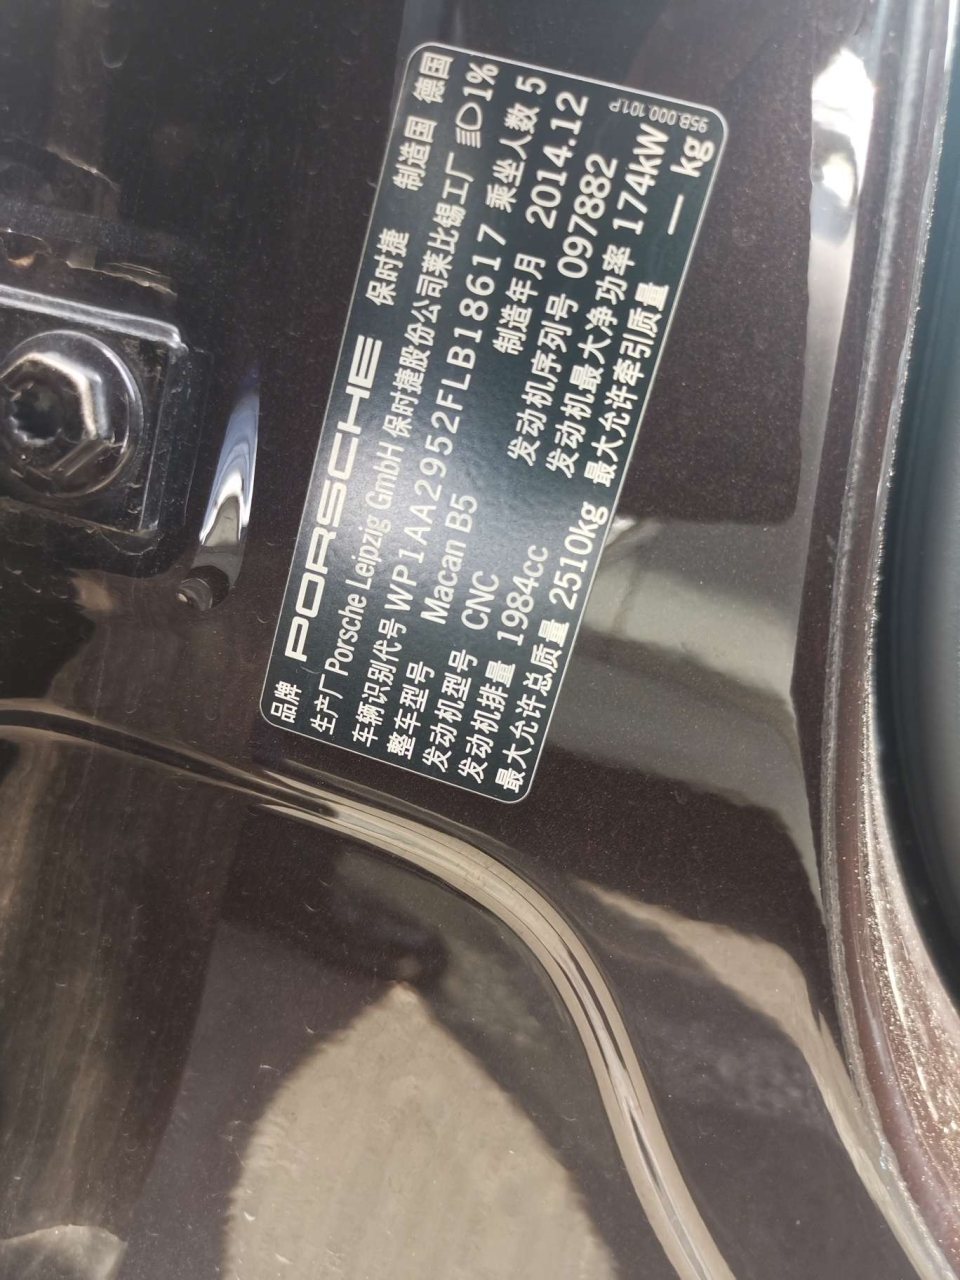 品牌 PORSCHE 保时捷 制造国 德国
生产厂 Porsche Leipzig GmbH 保时捷股份公司莱比锡工厂 1%
车辆识别代号 WP1AA2952FLB18617 乘坐人数 5
整车型号 Macan B5 制造年月 2014.12
发动机型号 CNC 发动机序列号 097882
发动机排量 1984cc 发动机最大净功率 174kW
最大允许总质量 2510kg 最大允许牵引质量 — kg
95B.000.101.P